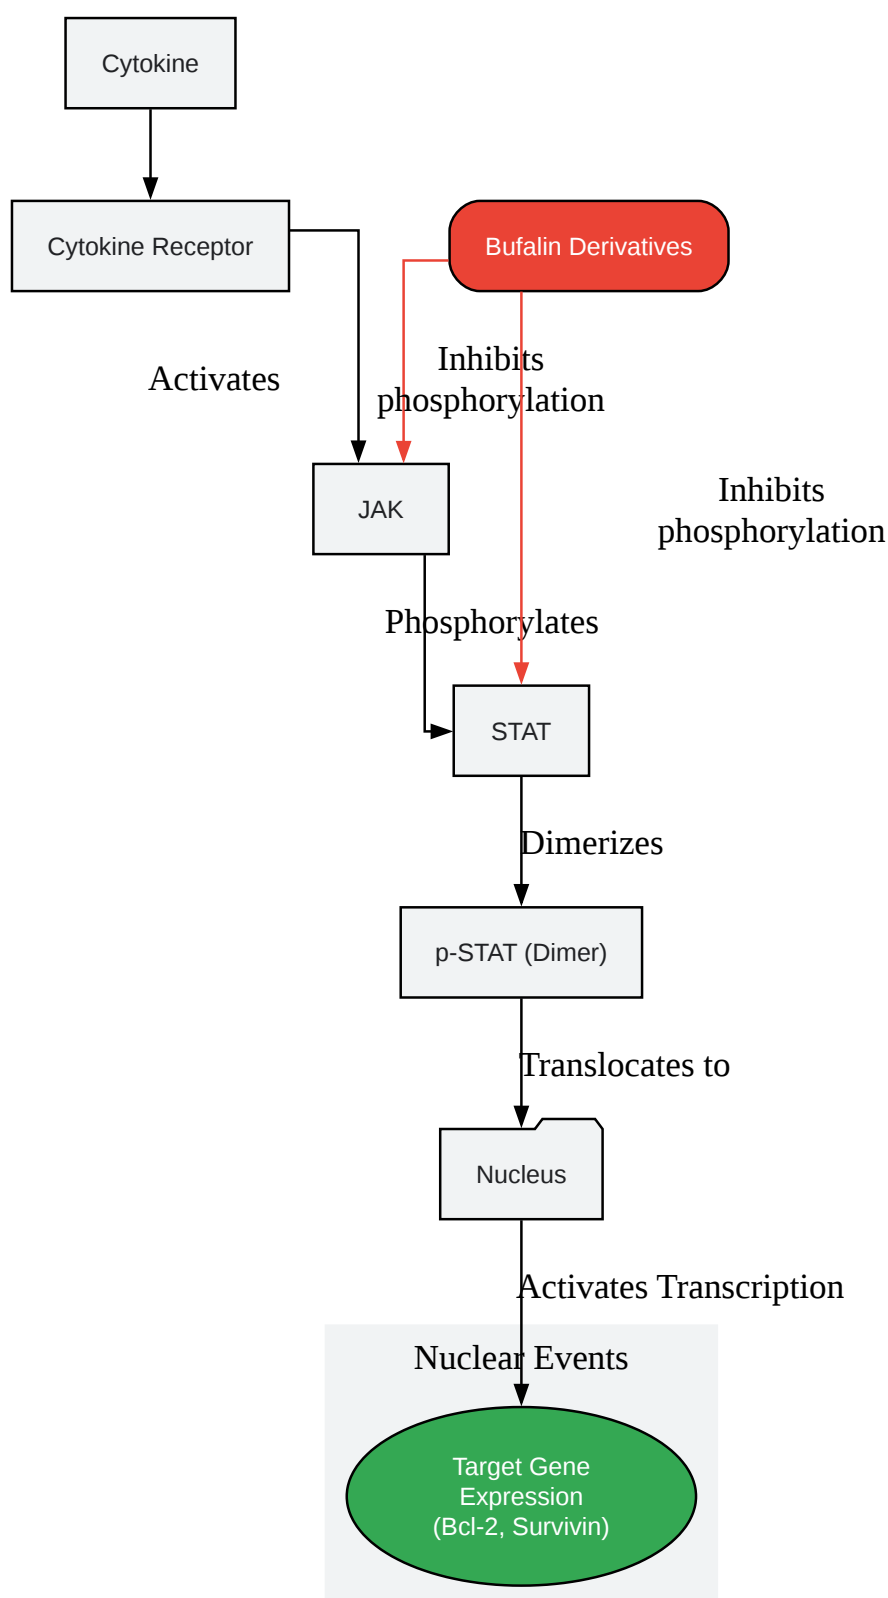 Cytokine
Cytokine Receptor
Bufalin Derivatives
Activates
Inhibits
phosphorylation
Inhibits
phosphorylation
JAK
Phosphorylates
STAT
Dimerizes
p-STAT (Dimer)
Translocates to
Nucleus
Activates Transcription
Nuclear Events
Target Gene
Expression
(Bcl-2, Survivin)